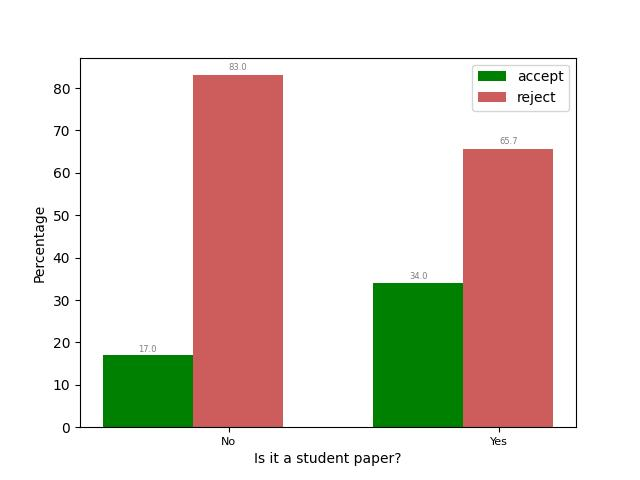 83.0
accept
reject
65.7
34.0
17.0
80
70
60
50
40
30
20
10
0
Percentage
No
Yes
Is it a student paper?